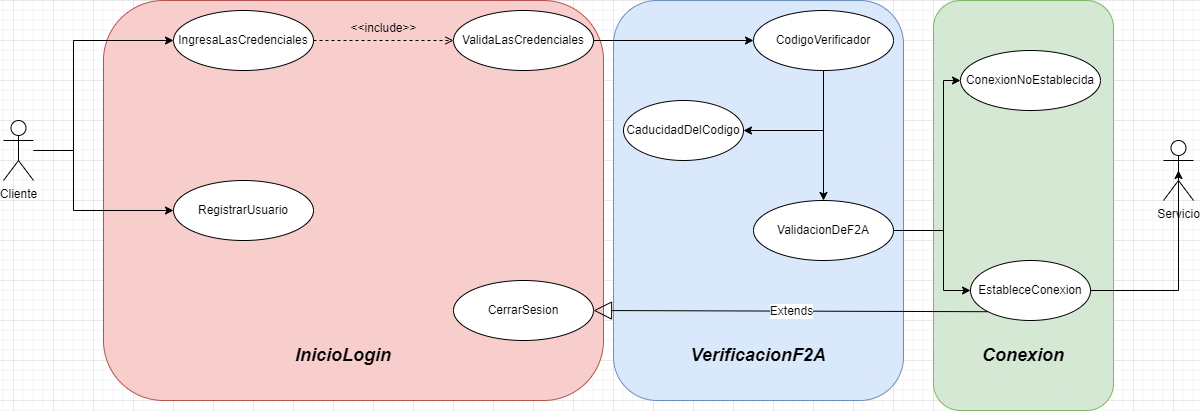 <<include>>
IngresaLasCredenciales
ValidaLasCredenciales
CodigoVerificador
ConexionNoEstablecida
CaducidadDelCodigo
Cliente
RegistrarUsuario
Servicio
ValidacionDeF2A
EstableceConexion
CerrarSesion
Extends
InicioLogin
VerificacionF2A
Conexion